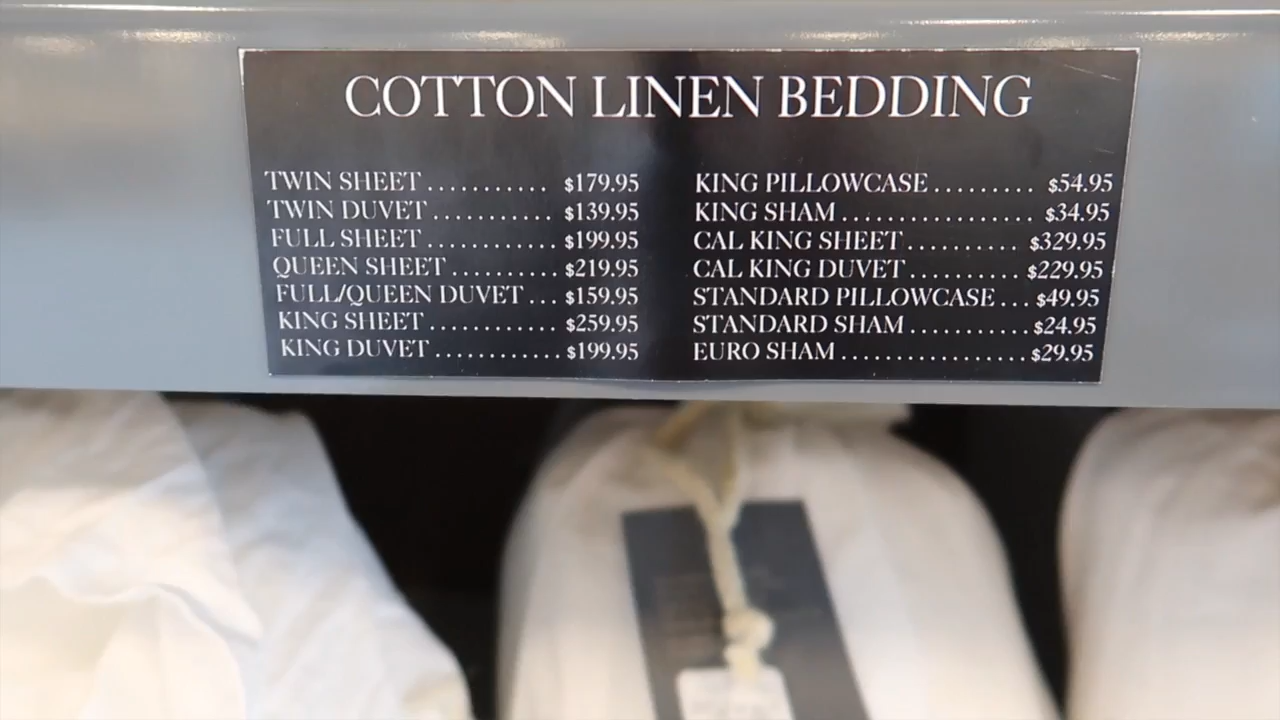 COTTON LINEN BEDDING
TWIN SHEET........... $179.95
TWIN DUVET........... $139.95
FULL SHEET............ $199.95
QUEEN SHEET.......... $219.95
FULL/QUEEN DUVET... $159.95
KING SHEET............ $259.95
KING DUVET............ $199.95
KING PILLOWCASE......... $54.95
KING SHAM................. $34.95
CAL KING SHEET.......... $329.95
CAL KING DUVET.......... $229.95
STANDARD PILLOWCASE... $49.95
STANDARD SHAM........... $24.95
EURO SHAM................. $29.95